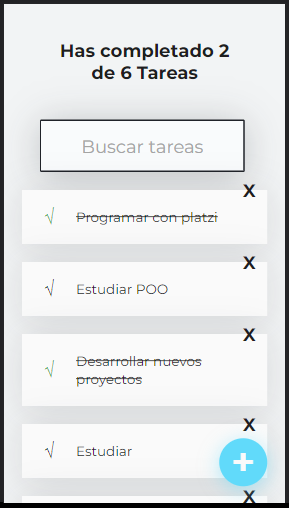 Has completado 2
de 6 Tareas
Buscar tareas
X
√ Programar con platzi
X
√ Estudiar POO
X
√ Desarrollar nuevos
proyectos
X
√ Estudiar
+
X